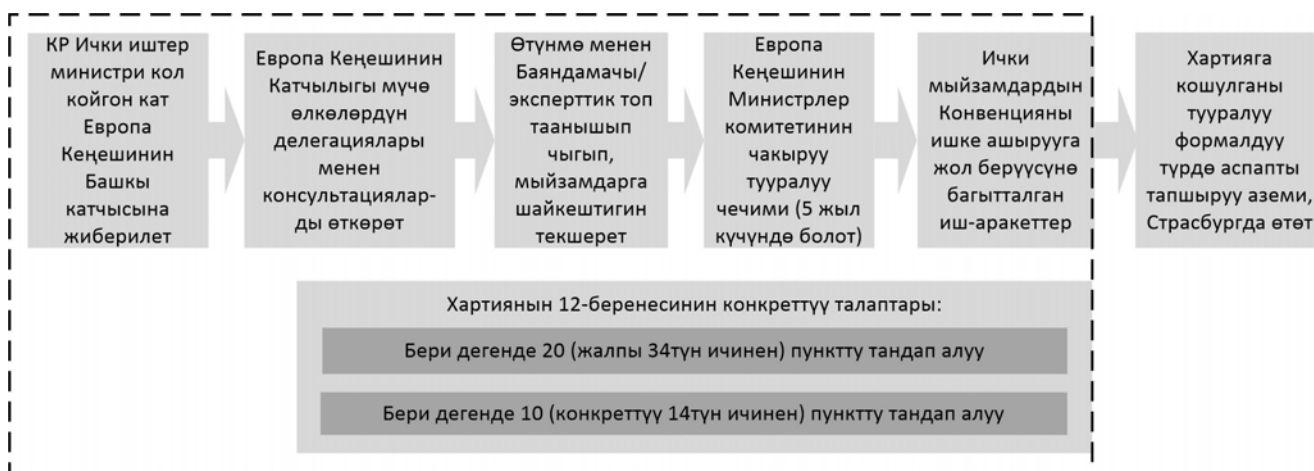 КР Ички иштер
министри кол
койгон кат
Европа
Кеңешинин
Башкы
катчысына
жиберилет
Европа Кеңешинин
Катчылыгы мүчө
өлкөлөрдүн
делегациялары
менен
консультациялар-
ды өткөрөт
Өтүнмө менен
Баяндамачы/
эксперттик топ
таанышып
чыгып,
мыйзамдарга
шайкештигин
текшерет
Европа
Кеңешинин
Министрлер
комитетинин
чакыруу
тууралуу
чечими (5 жыл
күчүндө болот)
Ички
мыйзамдардын
Конвенцияны
ишке ашырууга
жол берүүсүнө
багытталган
иш-аракеттер
Хартияга
кошулганы
тууралуу
формалдуу
түрдө аспапты
тапшыруу аземи,
Страсбургда өтөт
Хартиянын 12-беренесинин конкреттүү талаптары:
Бери дегенде 20 (жалпы 34түн ичинен) пунктту тандап алуу
Бери дегенде 10 (конкреттүү 14түн ичинен) пунктту тандап алуу